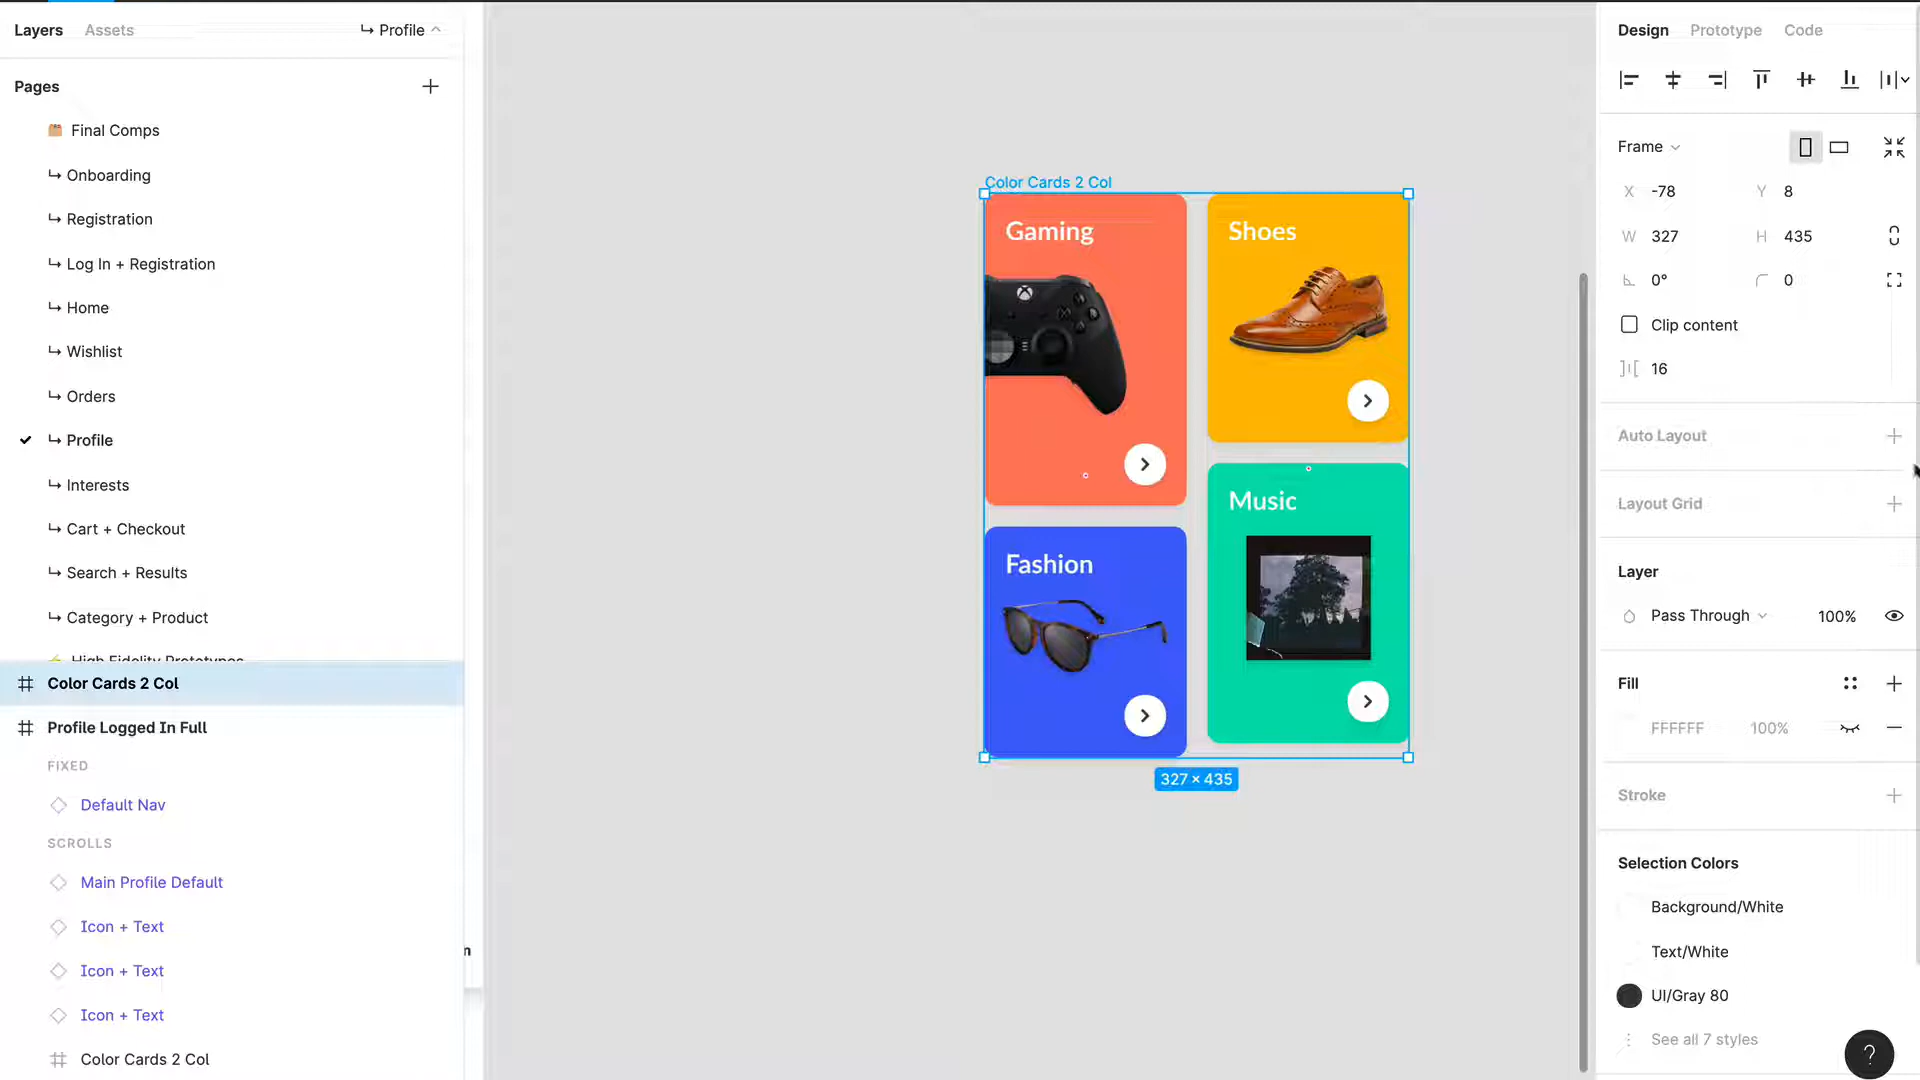 Layers Assets ↳ Profile
Pages
Final Comps
↳ Onboarding
↳ Registration
↳ Log In + Registration
↳ Home
↳ Wishlist
↳ Orders
↳ Profile
↳ Interests
↳ Cart + Checkout
↳ Search + Results
↳ Category + Product
High Fidelity Prototypes
Color Cards 2 Col
Profile Logged In Full
FIXED
Default Nav
SCROLLS
Main Profile Default
Icon + Text
Icon + Text
Icon + Text
Color Cards 2 Col
n
Color Cards 2 Col
Gaming
Shoes
Fashion
Music
327 × 435
Design Prototype Code
Frame
X -78 Y 8
W 327 H 435
0° 0
Clip content
16
Auto Layout
Layout Grid
Layer
Pass Through 100%
Fill
FFFFFF 100%
Stroke
Selection Colors
Background/White
Text/White
UI/Gray 80
See all 7 styles
?